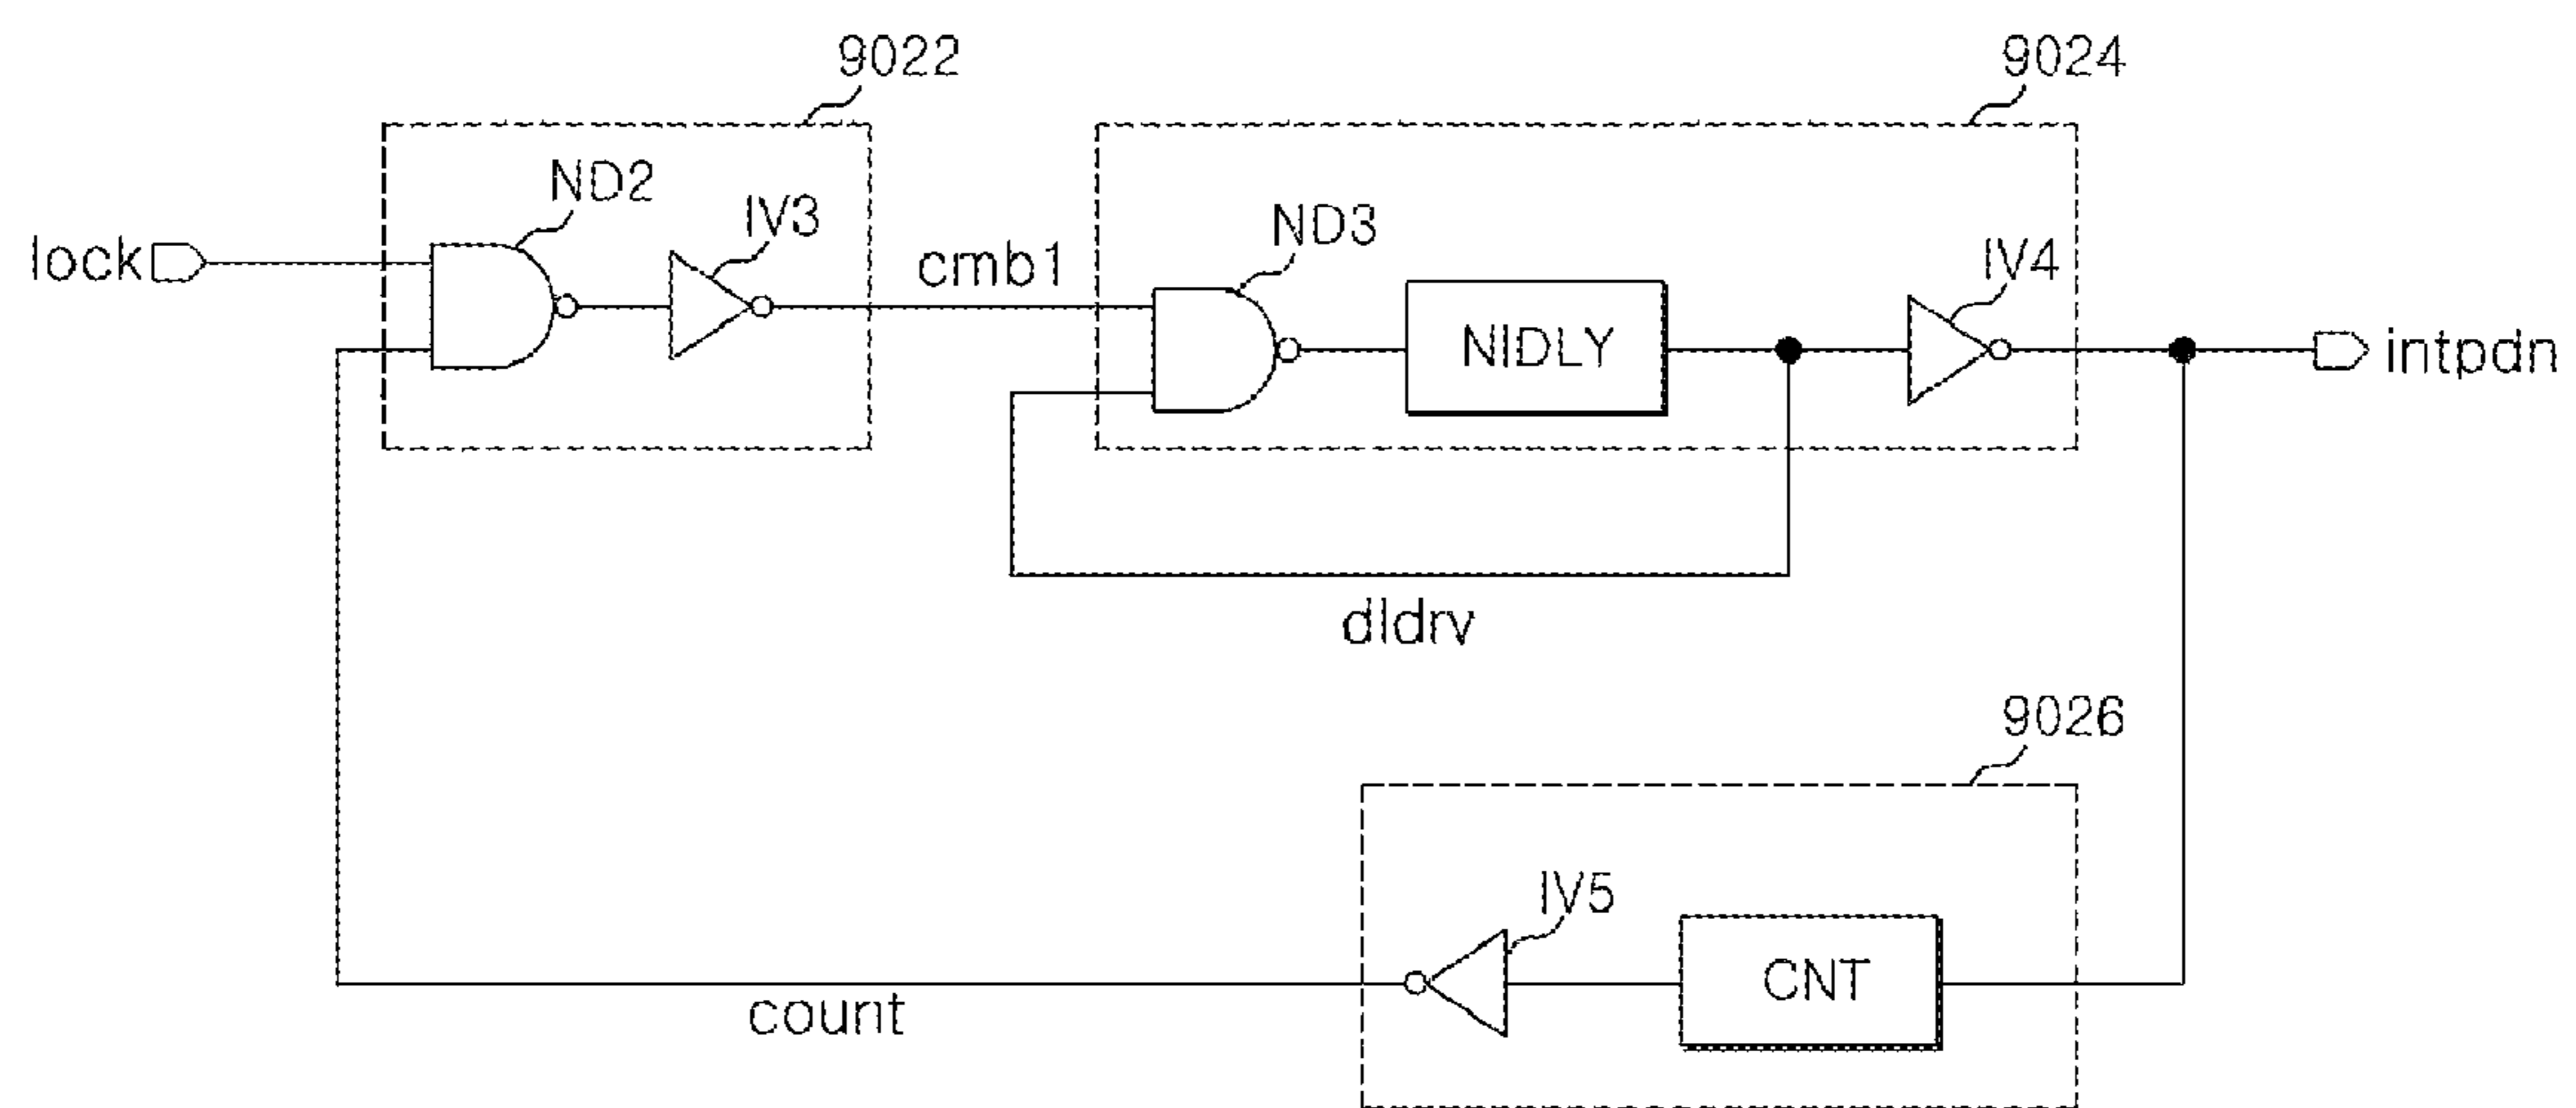 9022
9024
ND2
IV3
lock
cmb1
ND3
NIDLY
IV4
intpdn
dldrv
9026
IV5
CNT
count